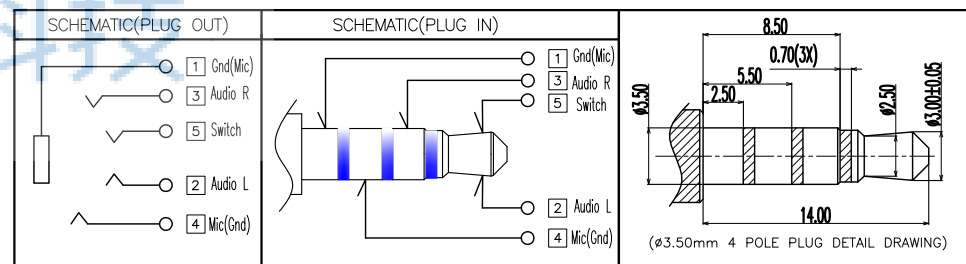 SCHEMATIC(PLUG OUT)
1 Gnd(Mic)
3 Audio R
5 Switch
2 Audio L
4 Mic(Gnd)
SCHEMATIC(PLUG IN)
1 Gnd(Mic)
3 Audio R
5 Switch
2 Audio L
4 Mic(Gnd)
8.50
0.70(3X)
5.50
2.50
ø3.50
ø2.50
ø3.00±0.05
14.00
(ø3.50mm 4 POLE PLUG DETAIL DRAWING)
科技